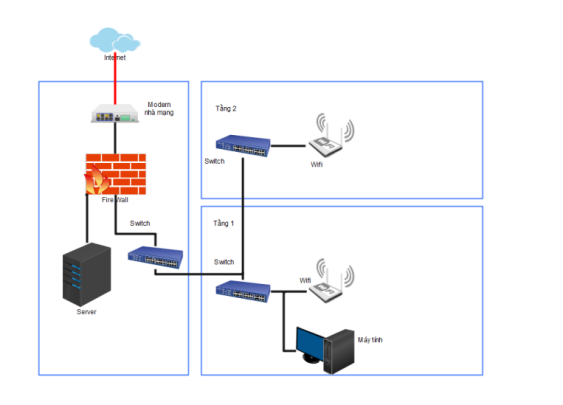 Internet
Modem
nhà mạng
Tầng 2
Switch
Wifi
Fire Wall
Switch
Tầng 1
Switch
Wifi
Server
Máy tính